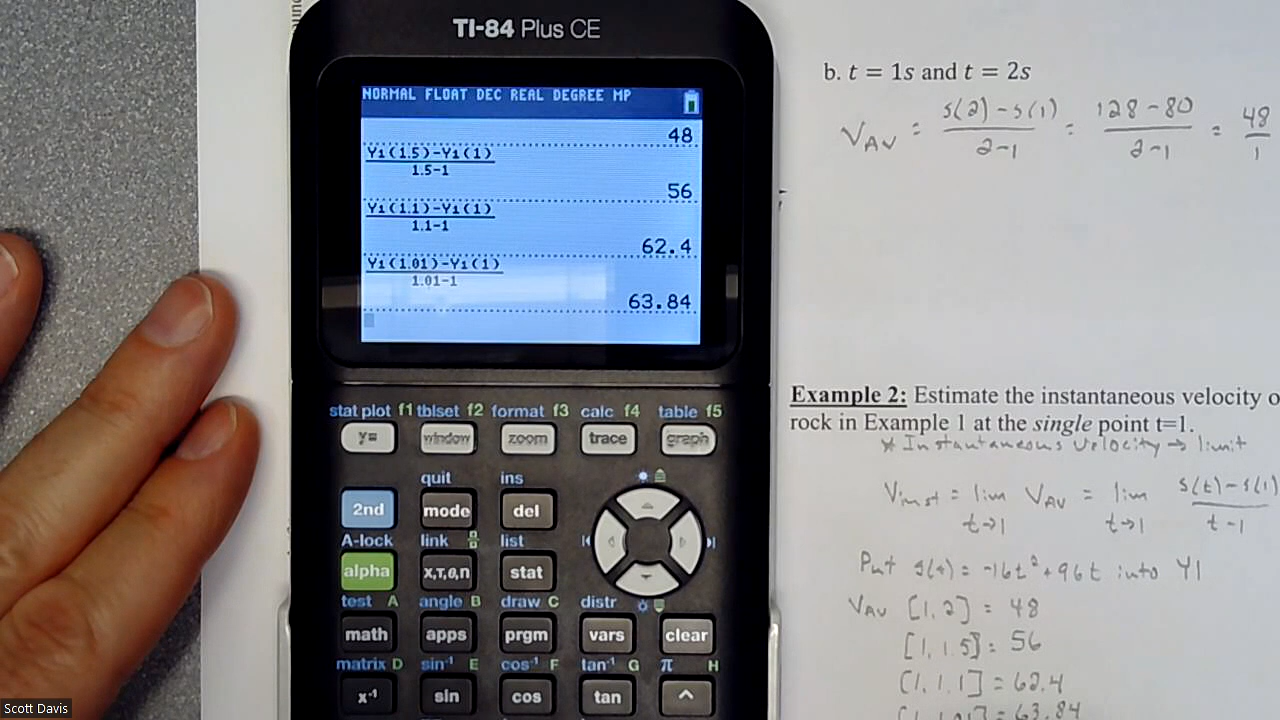 TI-84 Plus CE
NORMAL FLOAT DEC REAL DEGREE MP
48
Y1(1.5)-Y1(1)
1.5-1
56
Y1(1.1)-Y1(1)
1.1-1
62.4
Y1(1.01)-Y1(1)
1.01-1
63.84
stat plot f1 tblset f2 format f3 calc f4 table f5
y= window zoom trace graph
quit ins
2nd mode del
A-lock link list
alpha X,T,θ,n stat
test A angle B draw C distr
math apps prgm vars clear
matrix D sin⁻¹ E cos⁻¹ F tan⁻¹ G π H
x⁻¹ sin cos tan ^
b. t = 1s and t = 2s
VAV = s(2)-s(1) / 2-1 = 128-80 / 2-1 = 48 / 1
Example 2: Estimate the instantaneous velocity o
rock in Example 1 at the single point t=1.
* Instantaneous Velocity → limit
Vinst = lim t→1 VAV = lim t→1 s(t)-s(1) / t-1
Put s(t) = -16t² + 96t into Y1
VAV [1, 2] = 48
[1, 1.5] = 56
[1, 1.1] = 62.4
[1, 1.01] = 63.84
Scott Davis